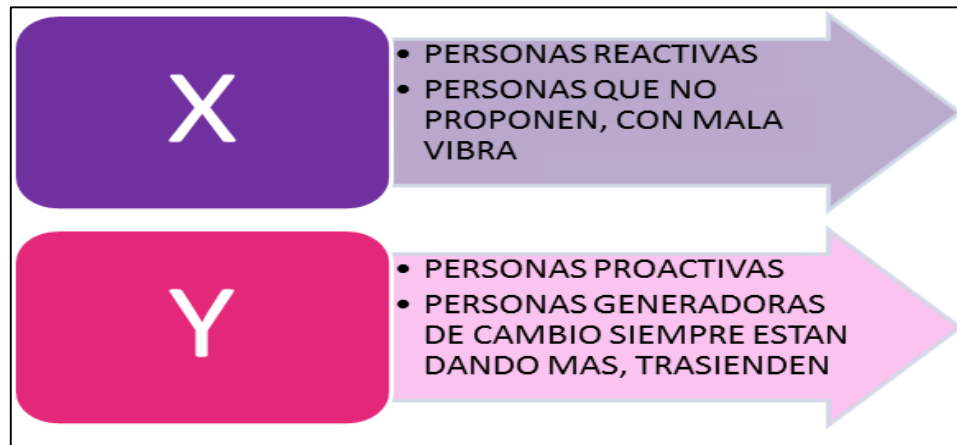 X
• PERSONAS REACTIVAS
• PERSONAS QUE NO
PROPONEN, CON MALA
VIBRA
Y
• PERSONAS PROACTIVAS
• PERSONAS GENERADORAS
DE CAMBIO SIEMPRE ESTAN
DANDO MAS, TRASIENDEN